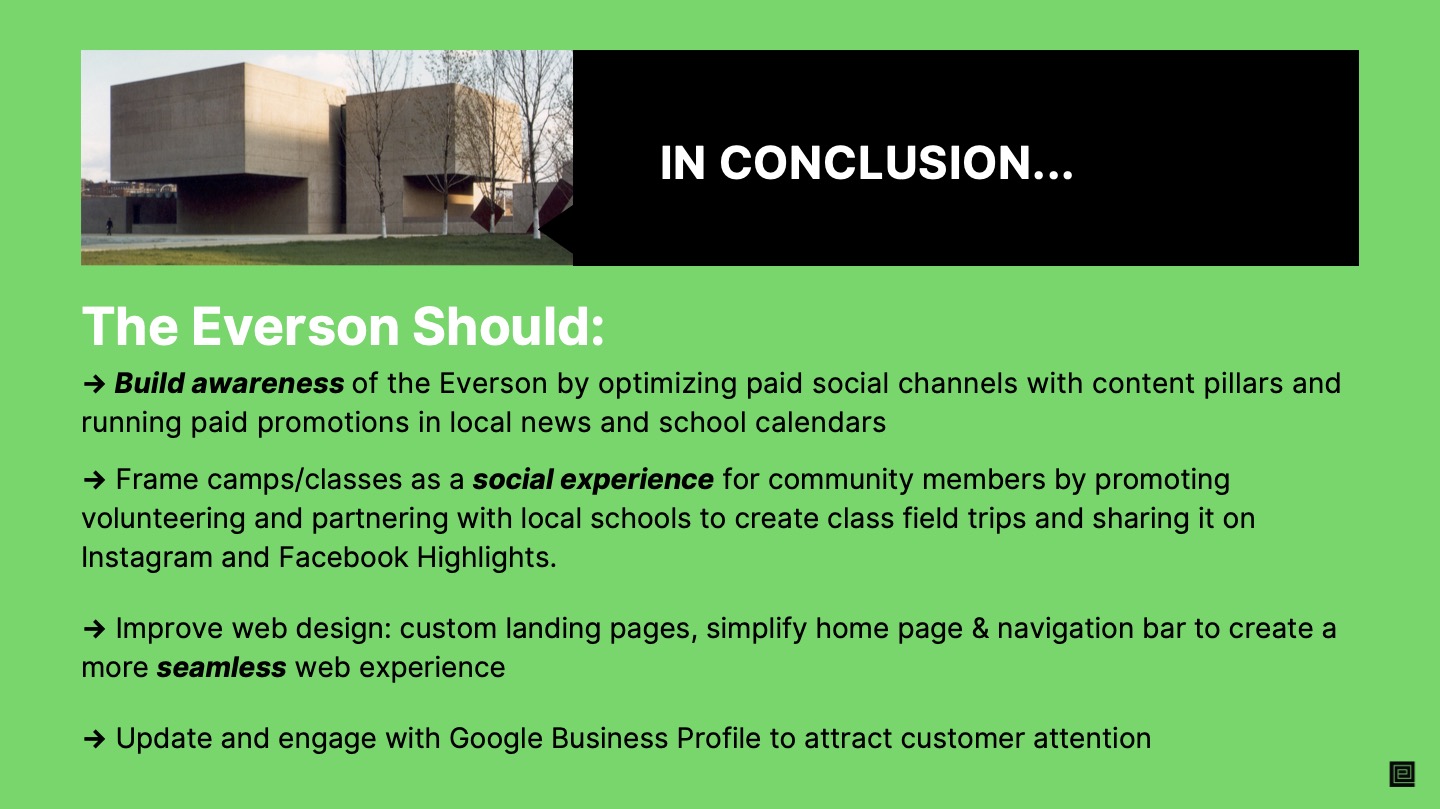 IN CONCLUSION...
The Everson Should:
→ Build awareness of the Everson by optimizing paid social channels with content pillars and
running paid promotions in local news and school calendars
→ Frame camps/classes as a social experience for community members by promoting
volunteering and partnering with local schools to create class field trips and sharing it on
Instagram and Facebook Highlights.
→ Improve web design: custom landing pages, simplify home page & navigation bar to create a
more seamless web experience
→ Update and engage with Google Business Profile to attract customer attention